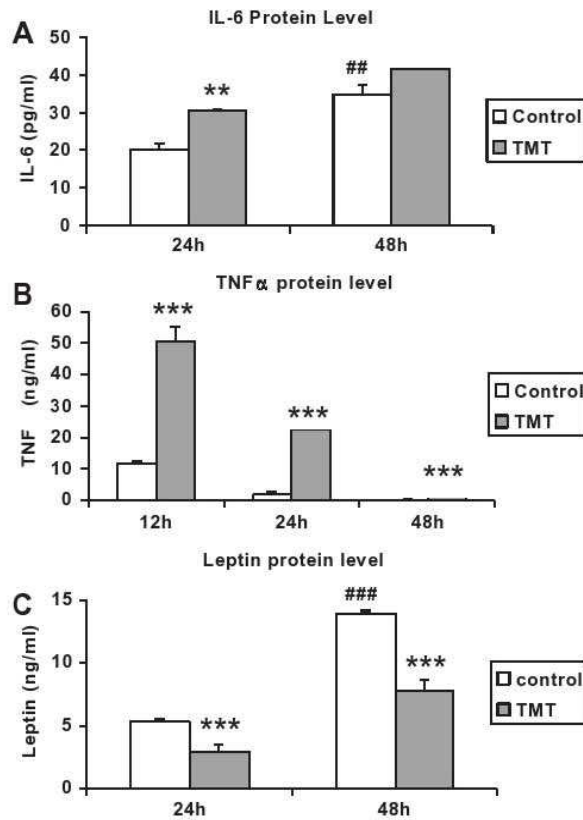 IL-6 Protein Level
A
50
40
30
20
10
0
IL-6 (pg/ml)
**
##
24h
48h
Control
TMT
TNFα protein level
B
60
50
40
30
20
10
0
TNF (ng/ml)
***
***
***
12h
24h
48h
Control
TMT
Leptin protein level
C
15
10
5
0
Leptin (ng/ml)
***
###
***
24h
48h
control
TMT